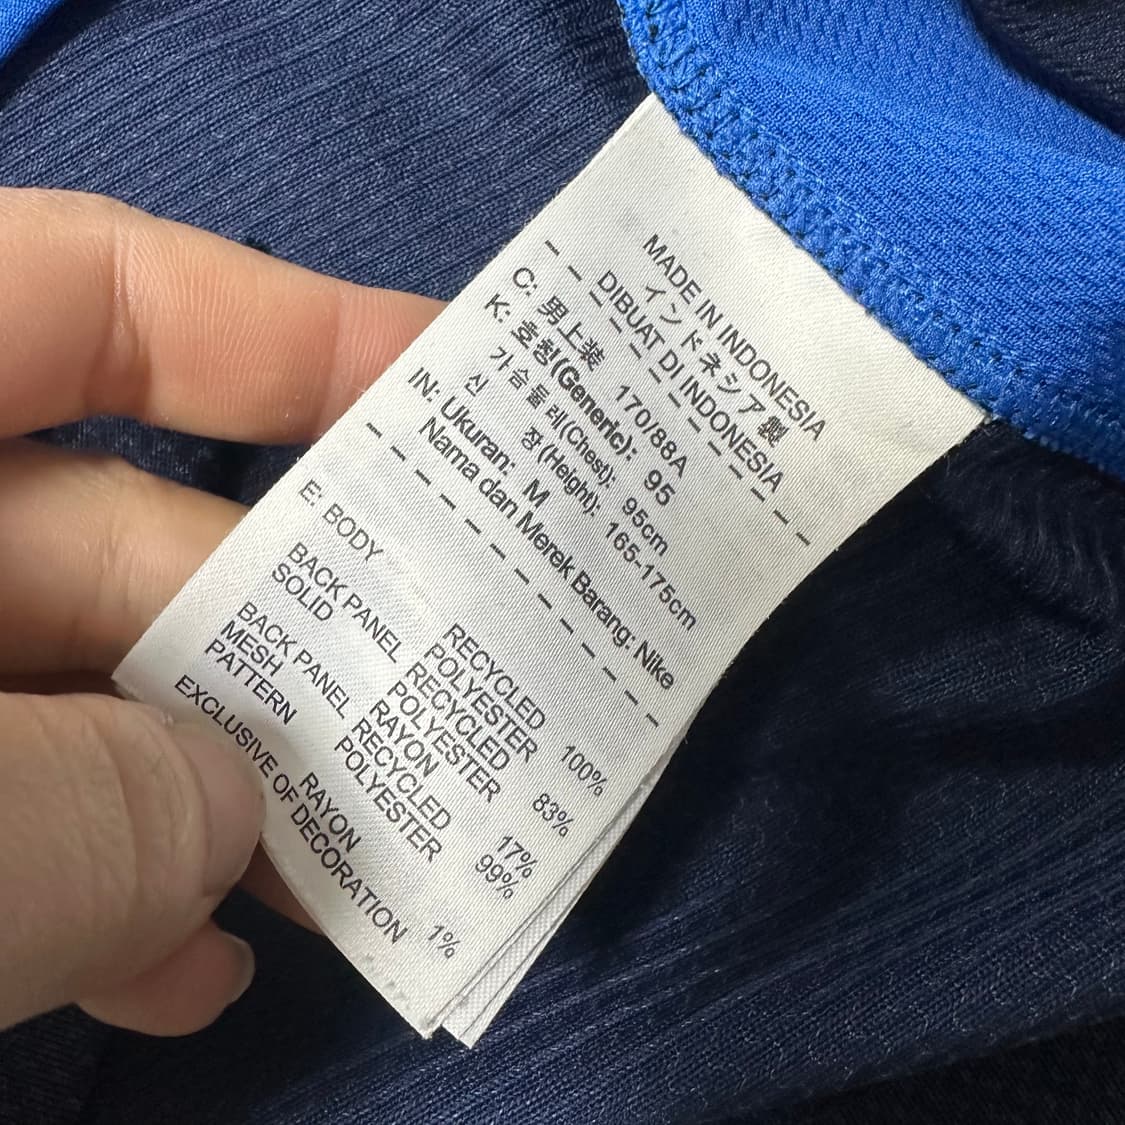 MADE IN INDONESIA
インドネシア製
DIBUAT DI INDONESIA
C: 男上装 170/88A
K: 호칭(Generic): 95
가슴둘레(Chest): 95cm
신 장(Height): 165-175cm
IN: Ukuran: M
Nama dan Merek Barang: Nike
E: BODY RECYCLED
POLYESTER 100%
BACK PANEL RECYCLED
SOLID POLYESTER 83%
RAYON 17%
BACK PANEL RECYCLED
MESH POLYESTER 99%
PATTERN RAYON 1%
EXCLUSIVE OF DECORATION